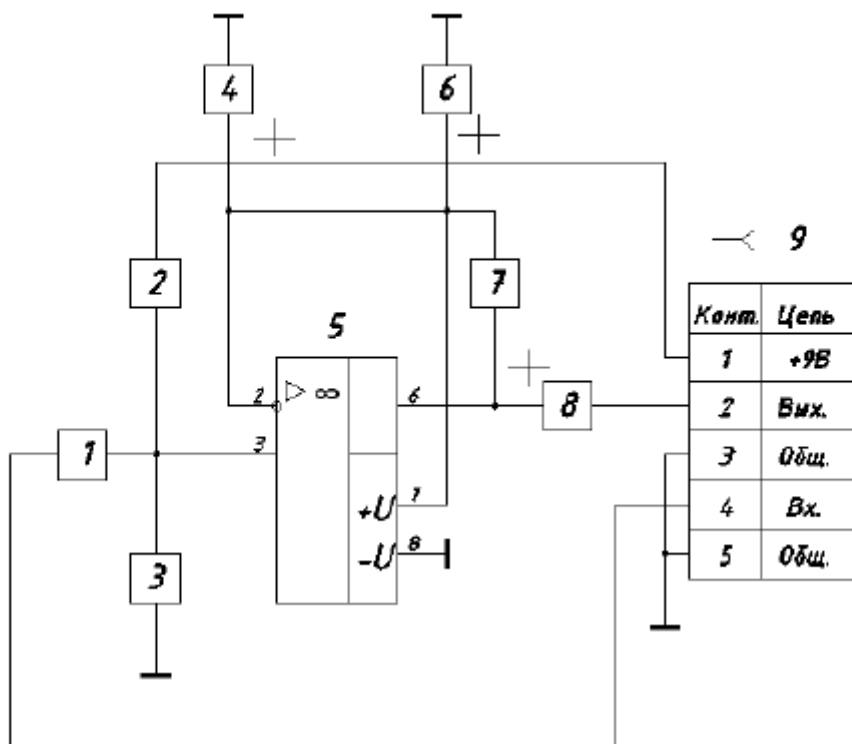 4
6
2
7
9
5
Конт. Цепь
1 +9В
2 Вых.
3 Общ.
4 Вх.
5 Общ.
2 ▷ ∞
6
8
1
3
+U 7
-U 8
3